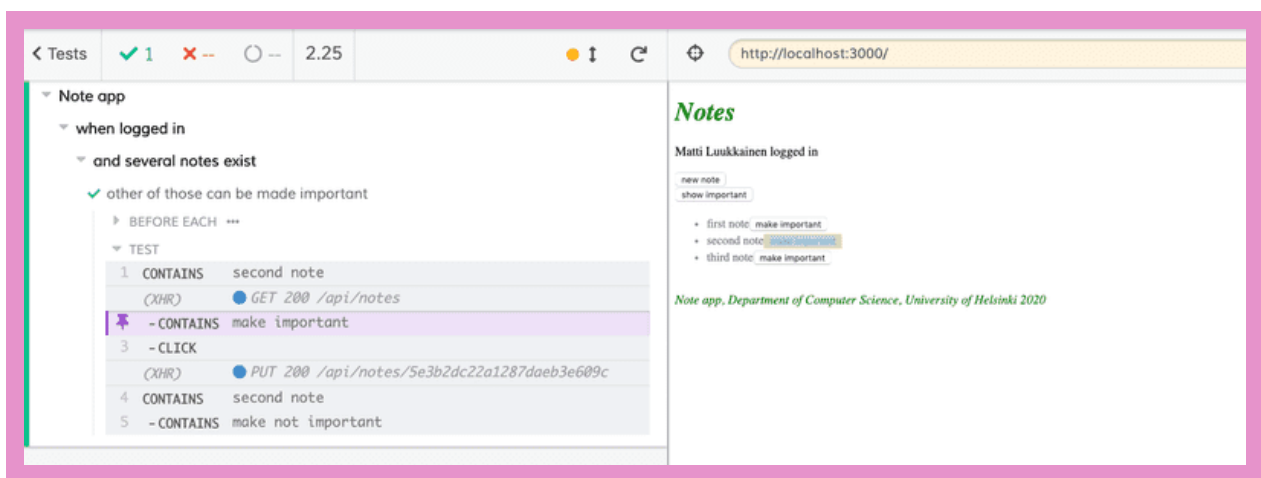 Tests 1 -- -- 2.25
http://localhost:3000/
Note app
when logged in
and several notes exist
other of those can be made important
BEFORE EACH •••
TEST
1 CONTAINS second note
(XHR) GET 200 /api/notes
-CONTAINS make important
3 -CLICK
(XHR) PUT 200 /api/notes/5e3b2dc22a1287daeb3e609c
4 CONTAINS second note
5 -CONTAINS make not important
Notes
Matti Luukkainen logged in
new note
show important
• first note make important
• second note make important
• third note make important
Note app, Department of Computer Science, University of Helsinki 2020